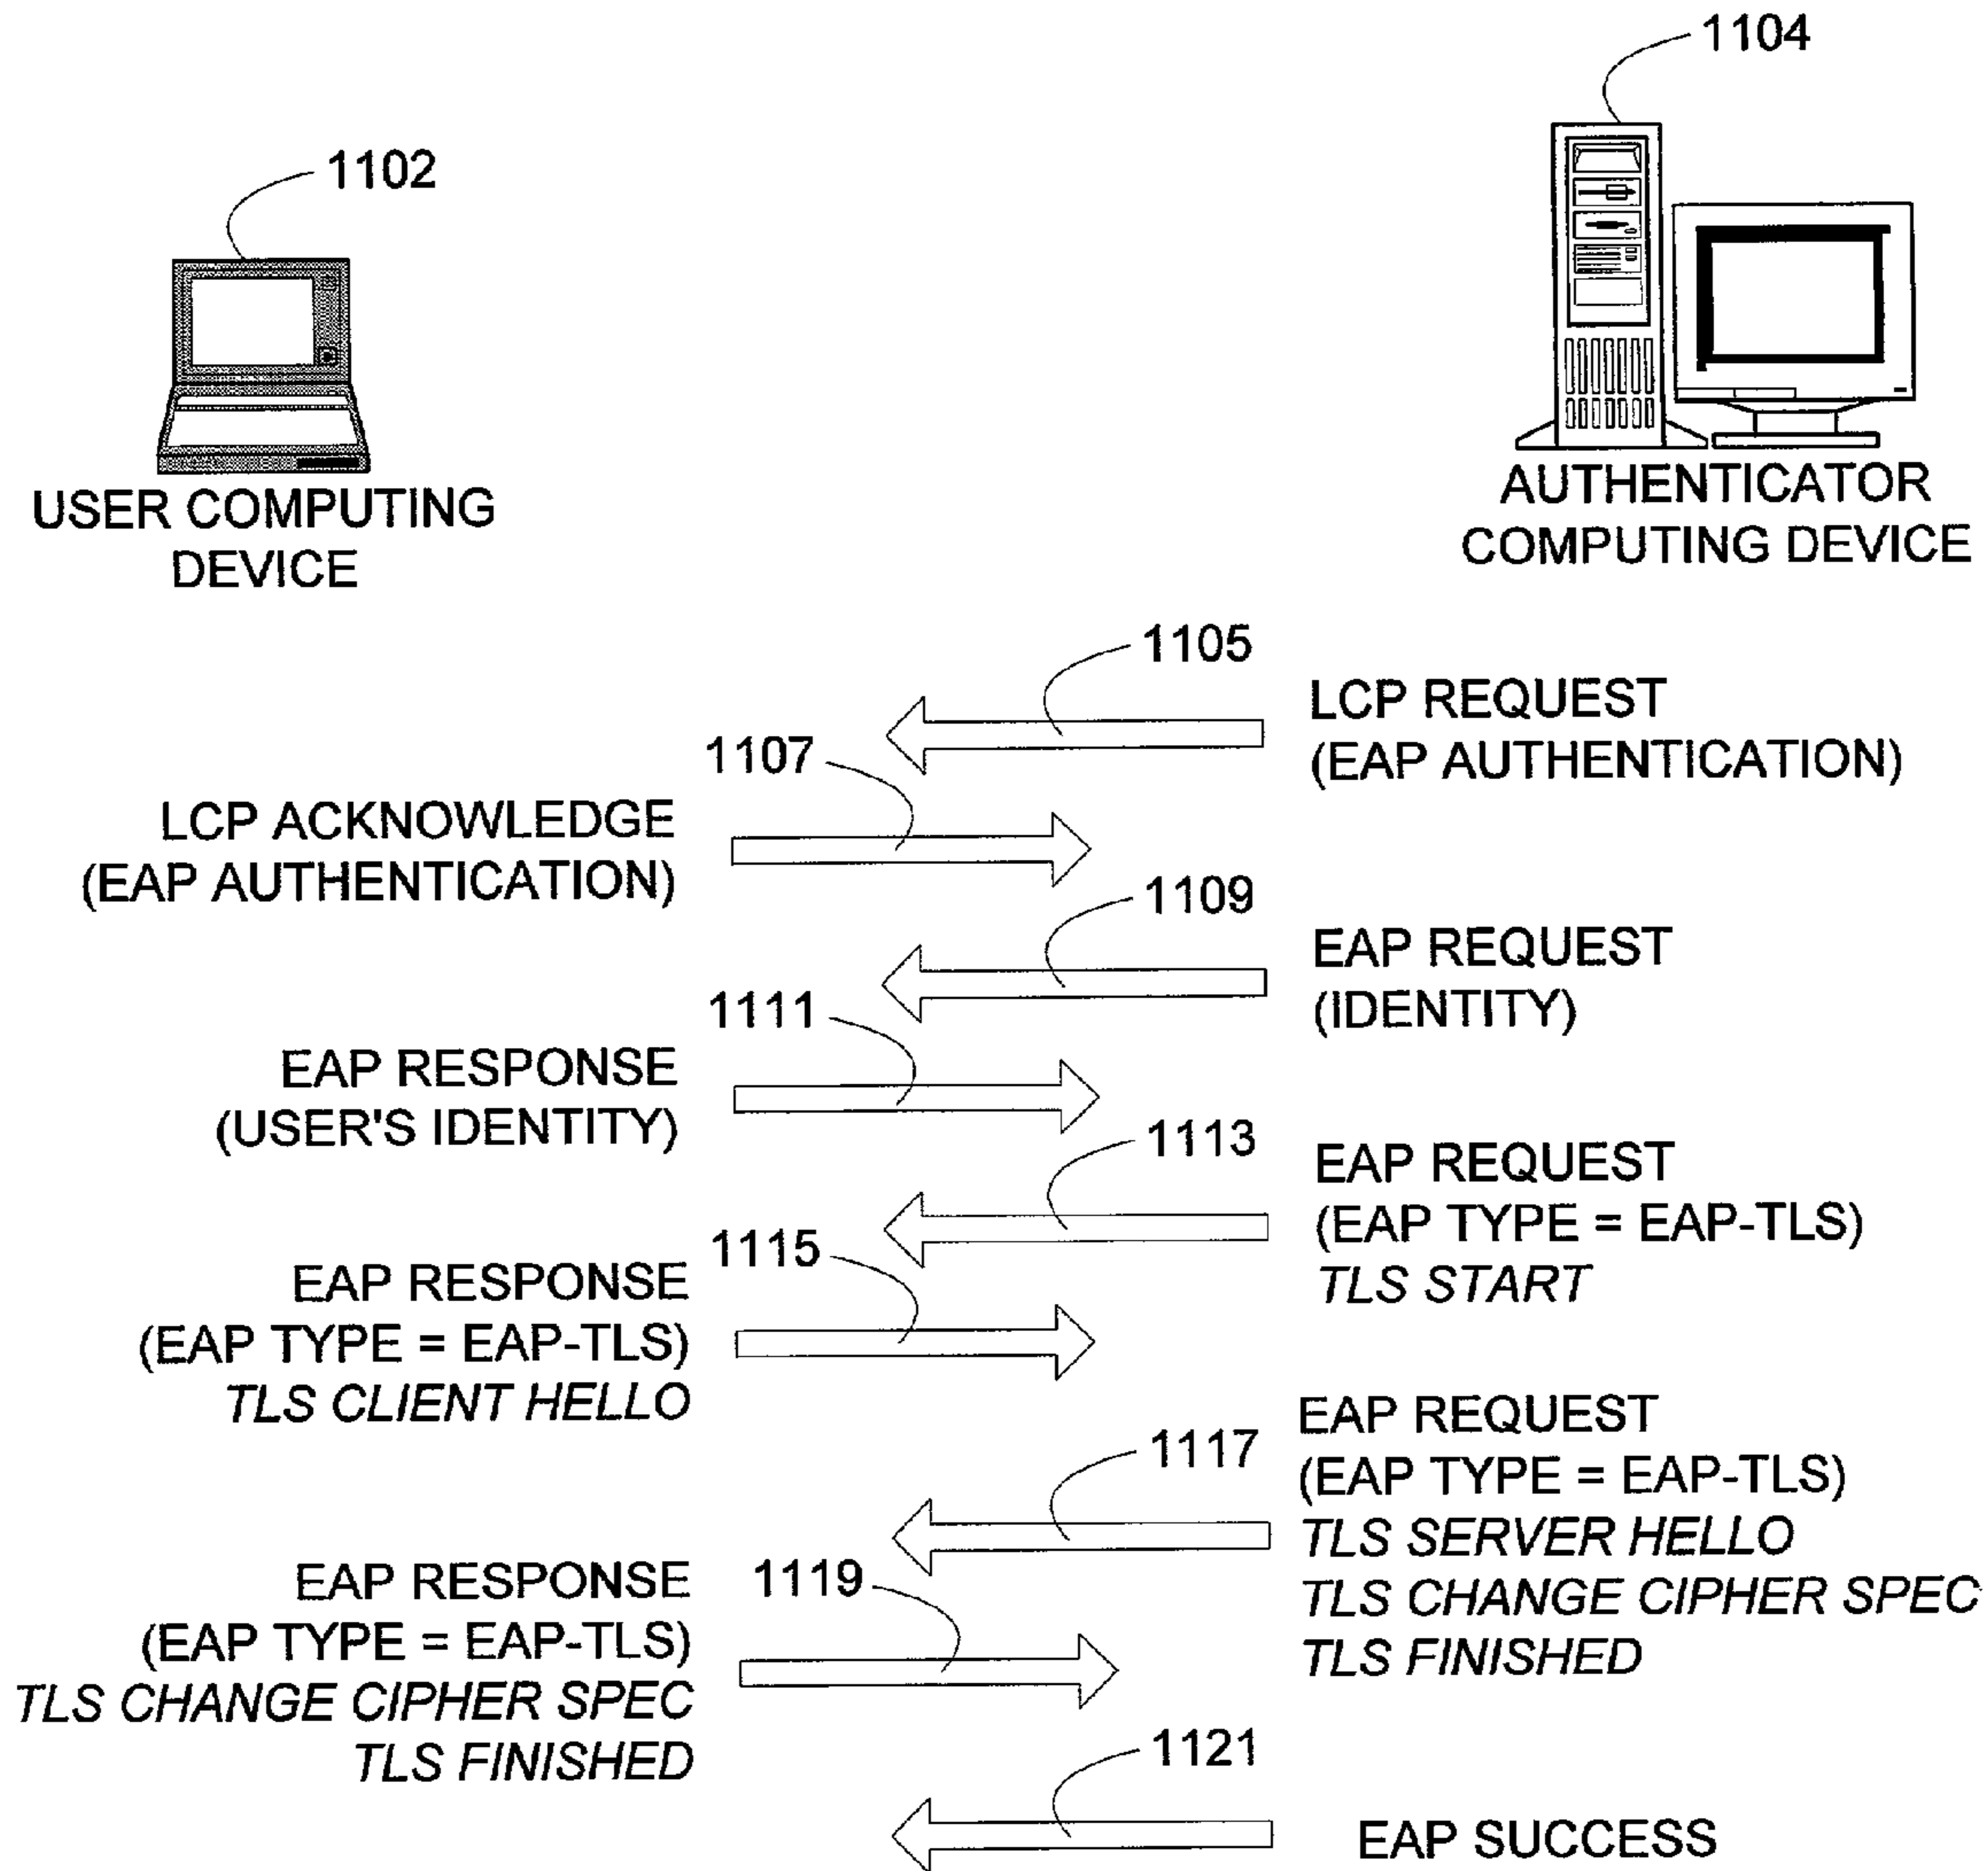 1104
1102
USER COMPUTING
DEVICE
AUTHENTICATOR
COMPUTING DEVICE
1105
LCP REQUEST
(EAP AUTHENTICATION)
1107
LCP ACKNOWLEDGE
(EAP AUTHENTICATION)
1109
EAP REQUEST
(IDENTITY)
1111
EAP RESPONSE
(USER'S IDENTITY)
1113
EAP REQUEST
(EAP TYPE = EAP-TLS)
TLS START
1115
EAP RESPONSE
(EAP TYPE = EAP-TLS)
TLS CLIENT HELLO
1117
EAP REQUEST
(EAP TYPE = EAP-TLS)
TLS SERVER HELLO
TLS CHANGE CIPHER SPEC
TLS FINISHED
1119
EAP RESPONSE
(EAP TYPE = EAP-TLS)
TLS CHANGE CIPHER SPEC
TLS FINISHED
1121
EAP SUCCESS